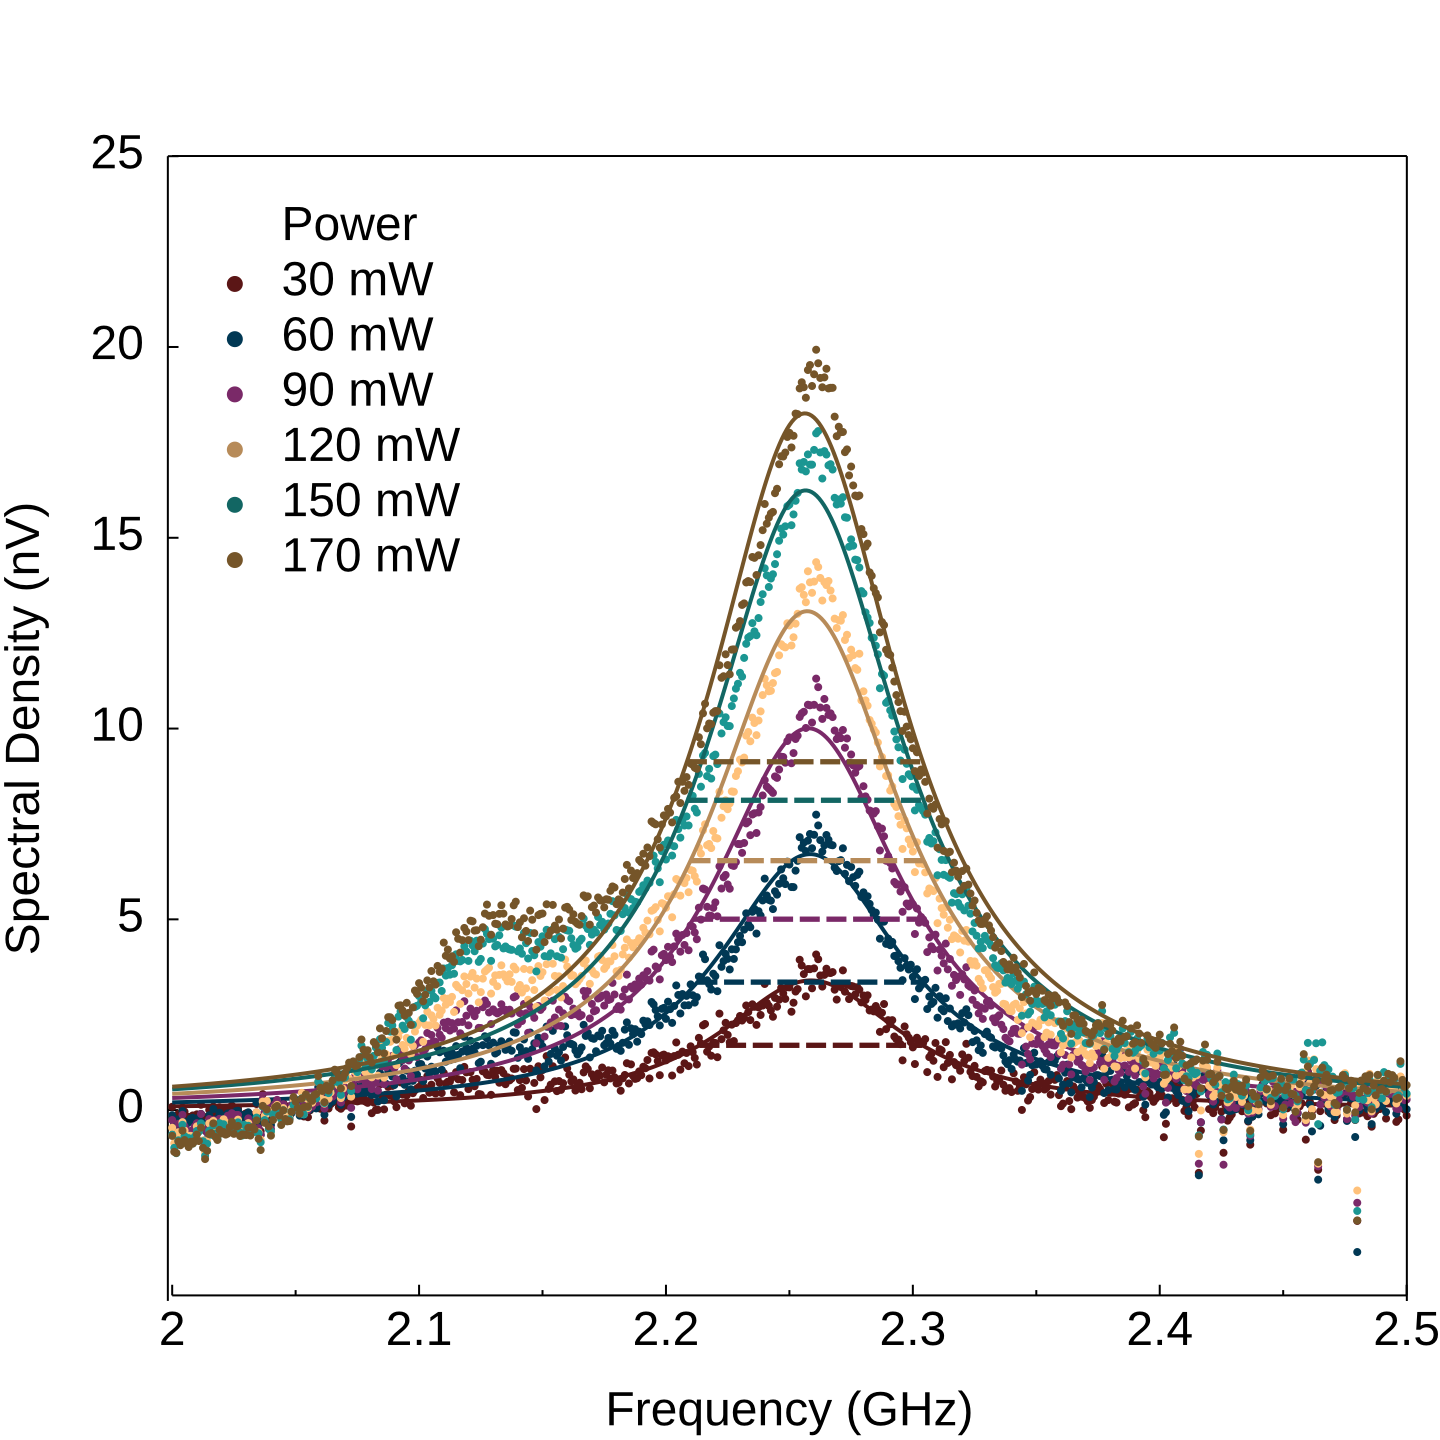 25
20
15
10
5
0
Spectral Density (nV)
Power
30 mW
60 mW
90 mW
120 mW
150 mW
170 mW
2 2.1 2.2 2.3 2.4 2.5
Frequency (GHz)